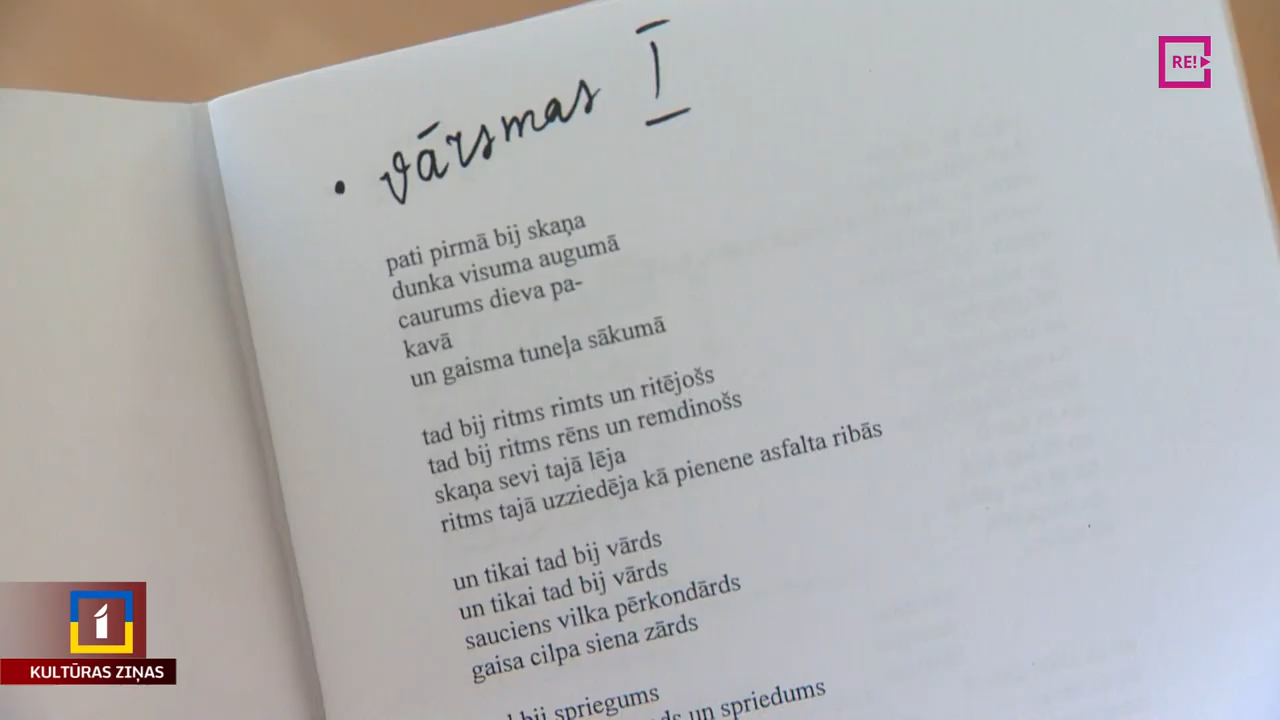 RE!
• vārsmas I
pati pirmā bij skaņa
dunka visuma augumā
caurums dieva pa-
kavā
un gaisma tuneļa sākumā
tad bij ritms rimts un ritējošs
tad bij ritms rēns un remdinošs
skaņa sevi tajā lēja
ritms tajā uzziedēja kā pienene asfalta ribās
un tikai tad bij vārds
un tikai tad bij vārds
sauciens vilka pērkondārds
gaisa cilpa siena zārds
bij spriegums
un spriedums
1
KULTŪRAS ZIŅAS